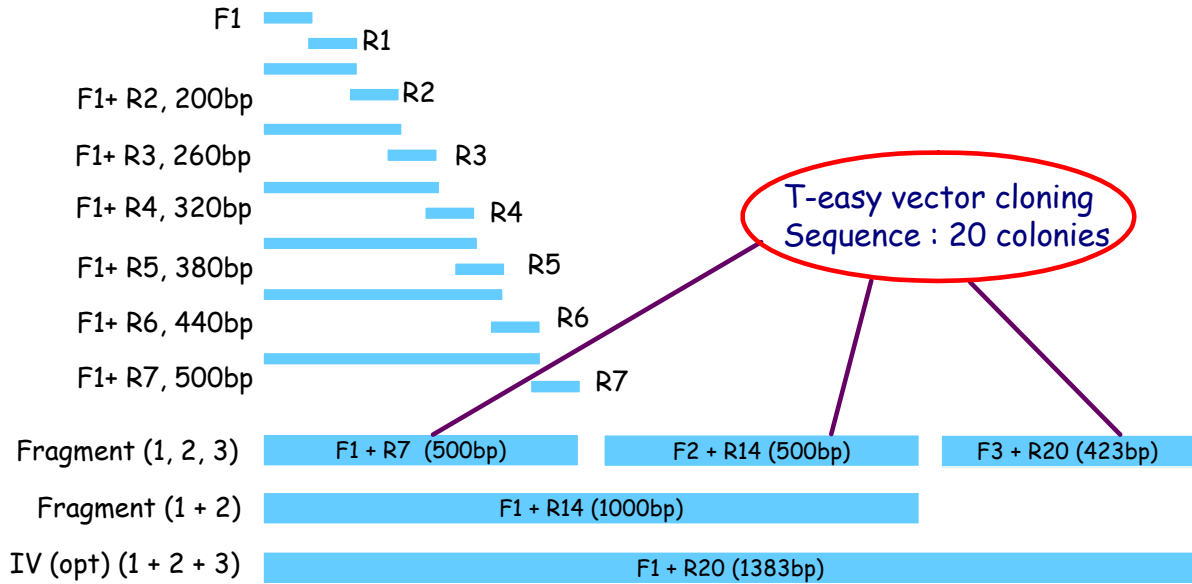 F1
R1
F1+ R2, 200bp
R2
F1+ R3, 260bp
R3
F1+ R4, 320bp
R4
F1+ R5, 380bp
R5
F1+ R6, 440bp
R6
F1+ R7, 500bp
R7
T-easy vector cloning
Sequence : 20 colonies
Fragment (1, 2, 3)
F1 + R7 (500bp)
F2 + R14 (500bp)
F3 + R20 (423bp)
Fragment (1 + 2)
F1 + R14 (1000bp)
IV (opt) (1 + 2 + 3)
F1 + R20 (1383bp)